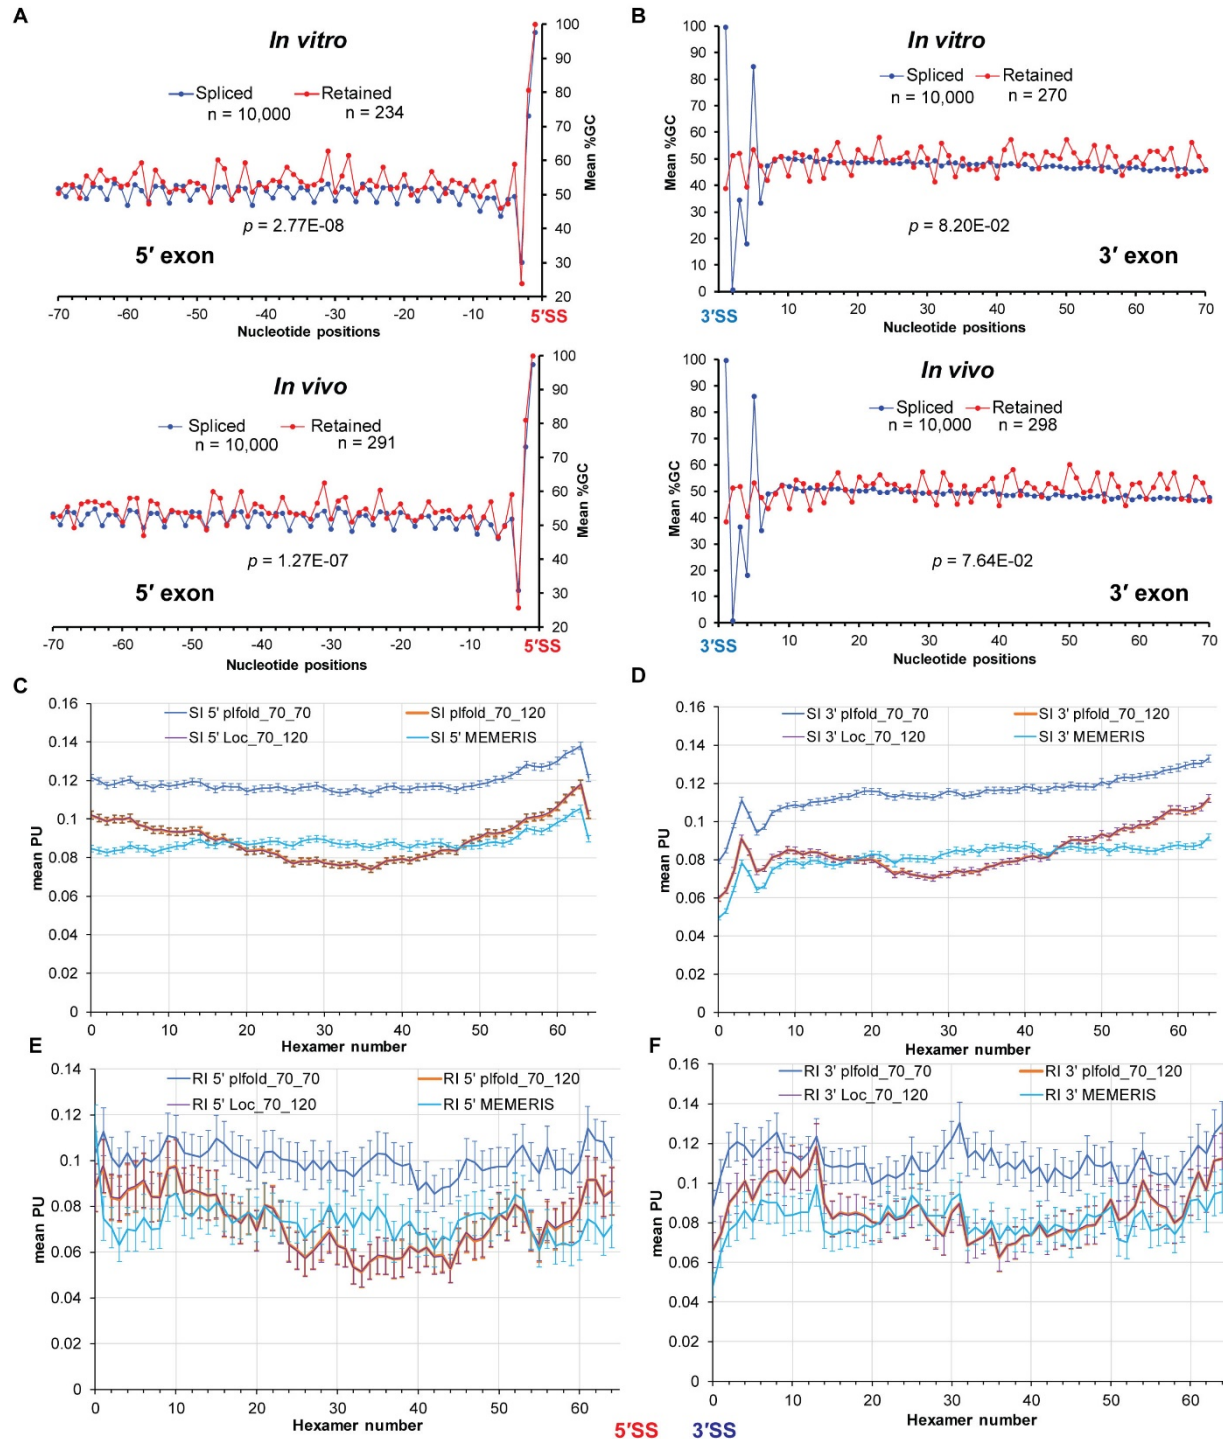 A
In vitro
Spliced Retained
n = 10,000 n = 234
p = 2.77E-08
5′ exon
100
90
80
70
60
50
40
30
20
Mean %GC
-70 -60 -50 -40 -30 -20 -10 5′SS
Nucleotide positions
In vivo
Spliced Retained
n = 10,000 n = 291
p = 1.27E-07
5′ exon
100
90
80
70
60
50
40
30
20
Mean %GC
-70 -60 -50 -40 -30 -20 -10 5′SS
Nucleotide positions
B
In vitro
Spliced Retained
n = 10,000 n = 270
p = 8.20E-02
3′ exon
100
90
80
70
60
50
40
30
20
10
0
Mean %GC
3′SS 10 20 30 40 50 60 70
Nucleotide positions
In vivo
Spliced Retained
n = 10,000 n = 298
p = 7.64E-02
3′ exon
100
90
80
70
60
50
40
30
20
10
0
Mean %GC
3′SS 10 20 30 40 50 60 70
Nucleotide positions
C
SI 5' plfold_70_70 SI plfold_70_120
SI 5' Loc_70_120 SI 5' MEMERIS
0.16
0.14
0.12
0.1
0.08
0.06
0.04
0.02
0
mean PU
0 10 20 30 40 50 60
Hexamer number
D
SI 3' plfold_70_70 SI 3' plfold_70_120
SI 3' Loc_70_120 SI 3' MEMERIS
0.16
0.14
0.12
0.1
0.08
0.06
0.04
0.02
0
mean PU
0 10 20 30 40 50 60
Hexamer number
E
RI 5' plfold_70_70 RI 5' plfold_70_120
RI 5' Loc_70_120 RI 5' MEMERIS
0.14
0.12
0.1
0.08
0.06
0.04
0.02
0
mean PU
0 10 20 30 40 50 60
Hexamer number
F
RI 3' plfold_70_70 RI 3' plfold_70_120
RI 3' Loc_70_120 RI 3' MEMERIS
0.16
0.14
0.12
0.1
0.08
0.06
0.04
0.02
0
mean PU
0 10 20 30 40 50 60
Hexamer number
5′SS 3′SS